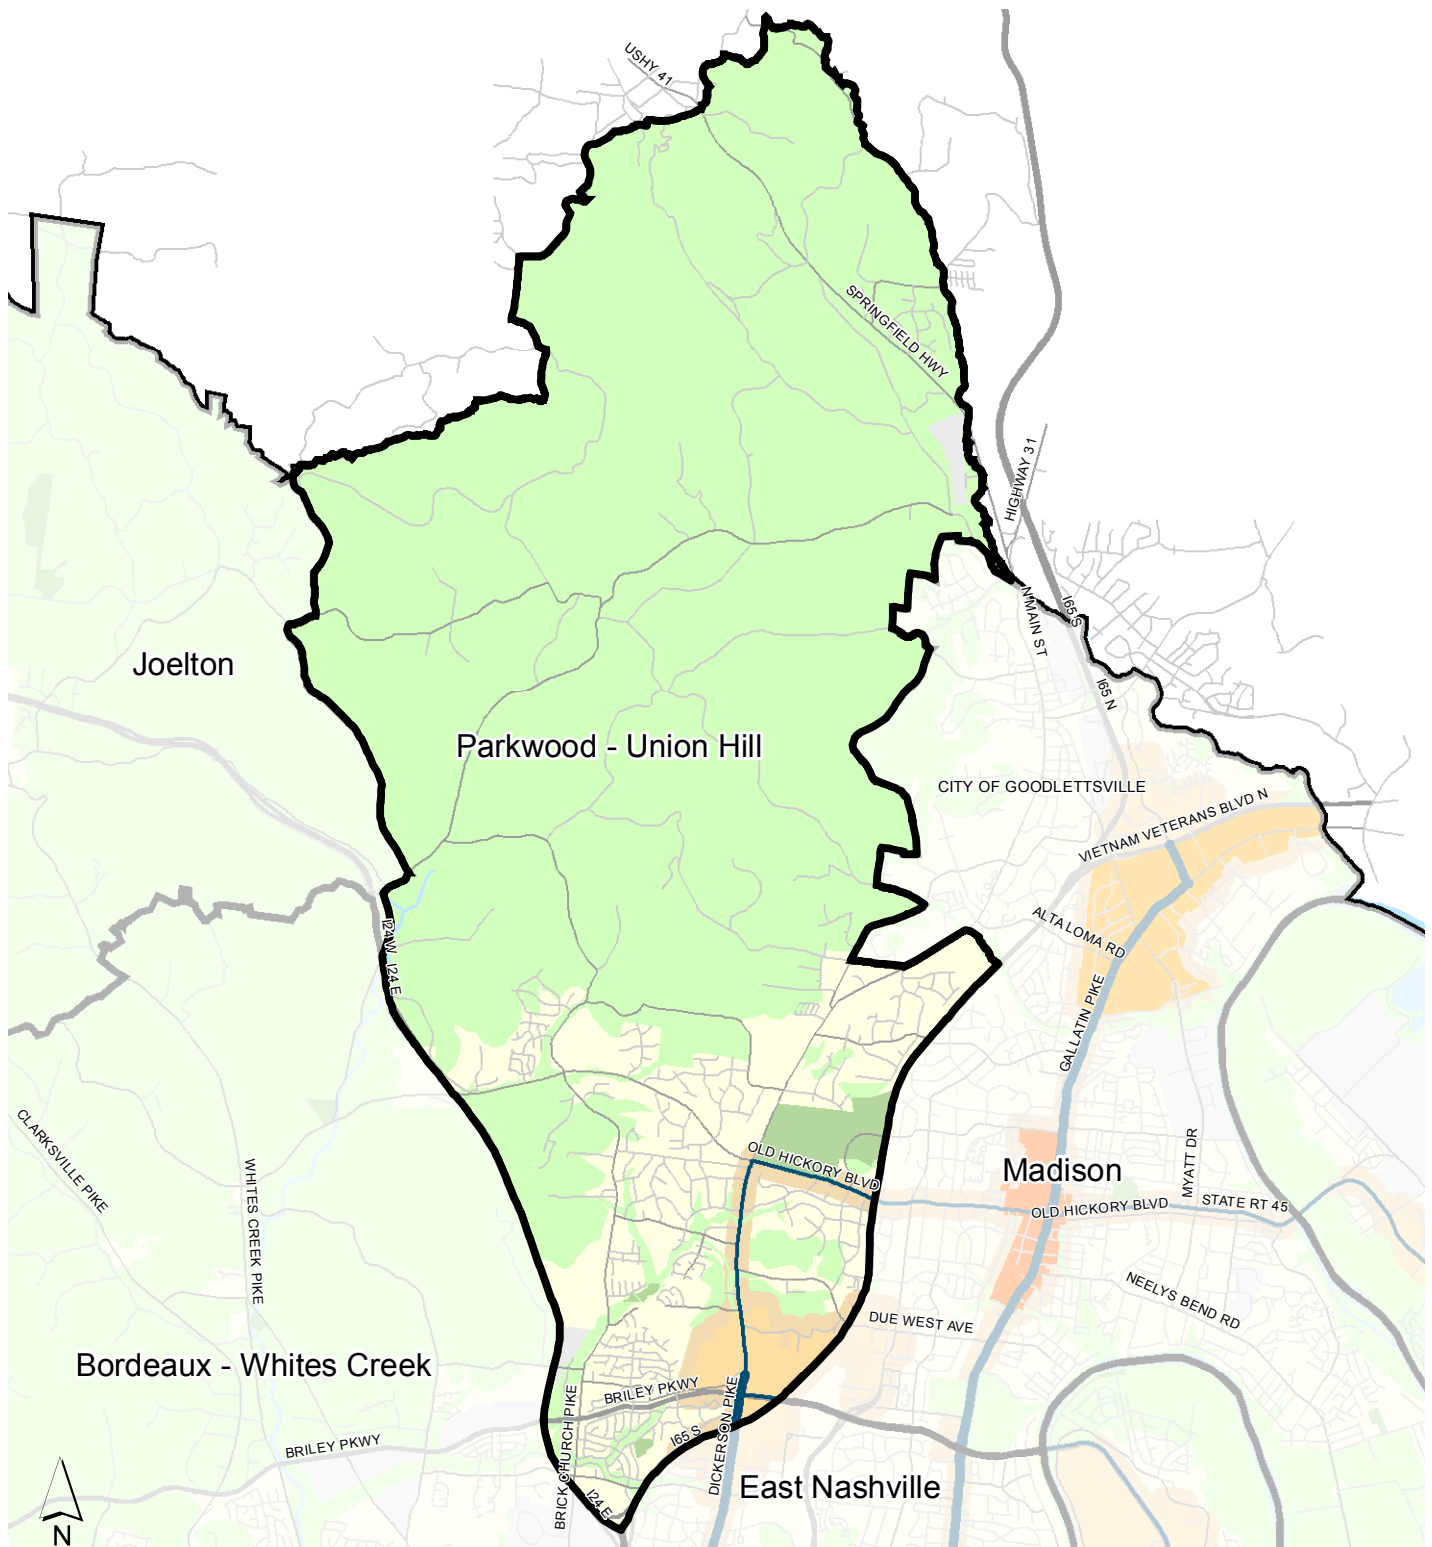 USHY 41
SPRINGFIELD HWY
HIGHWAY 31
N MAIN ST
I65 S
I65 N
Joelton
Parkwood - Union Hill
CITY OF GOODLETTSVILLE
VIETNAM VETERANS BLVD N
ALTA LOMA RD
I24 W
I24 E
GALLATIN PIKE
CLARKSVILLE PIKE
WHITES CREEK PIKE
OLD HICKORY BLVD
Madison
MYATT DR
OLD HICKORY BLVD
STATE RT 45
NEELYS BEND RD
DUE WEST AVE
Bordeaux - Whites Creek
BRILEY PKWY
BRILEY PKWY
BRICK CHURCH PIKE
I65 S
DICKERSON PIKE
I24 E
East Nashville
N